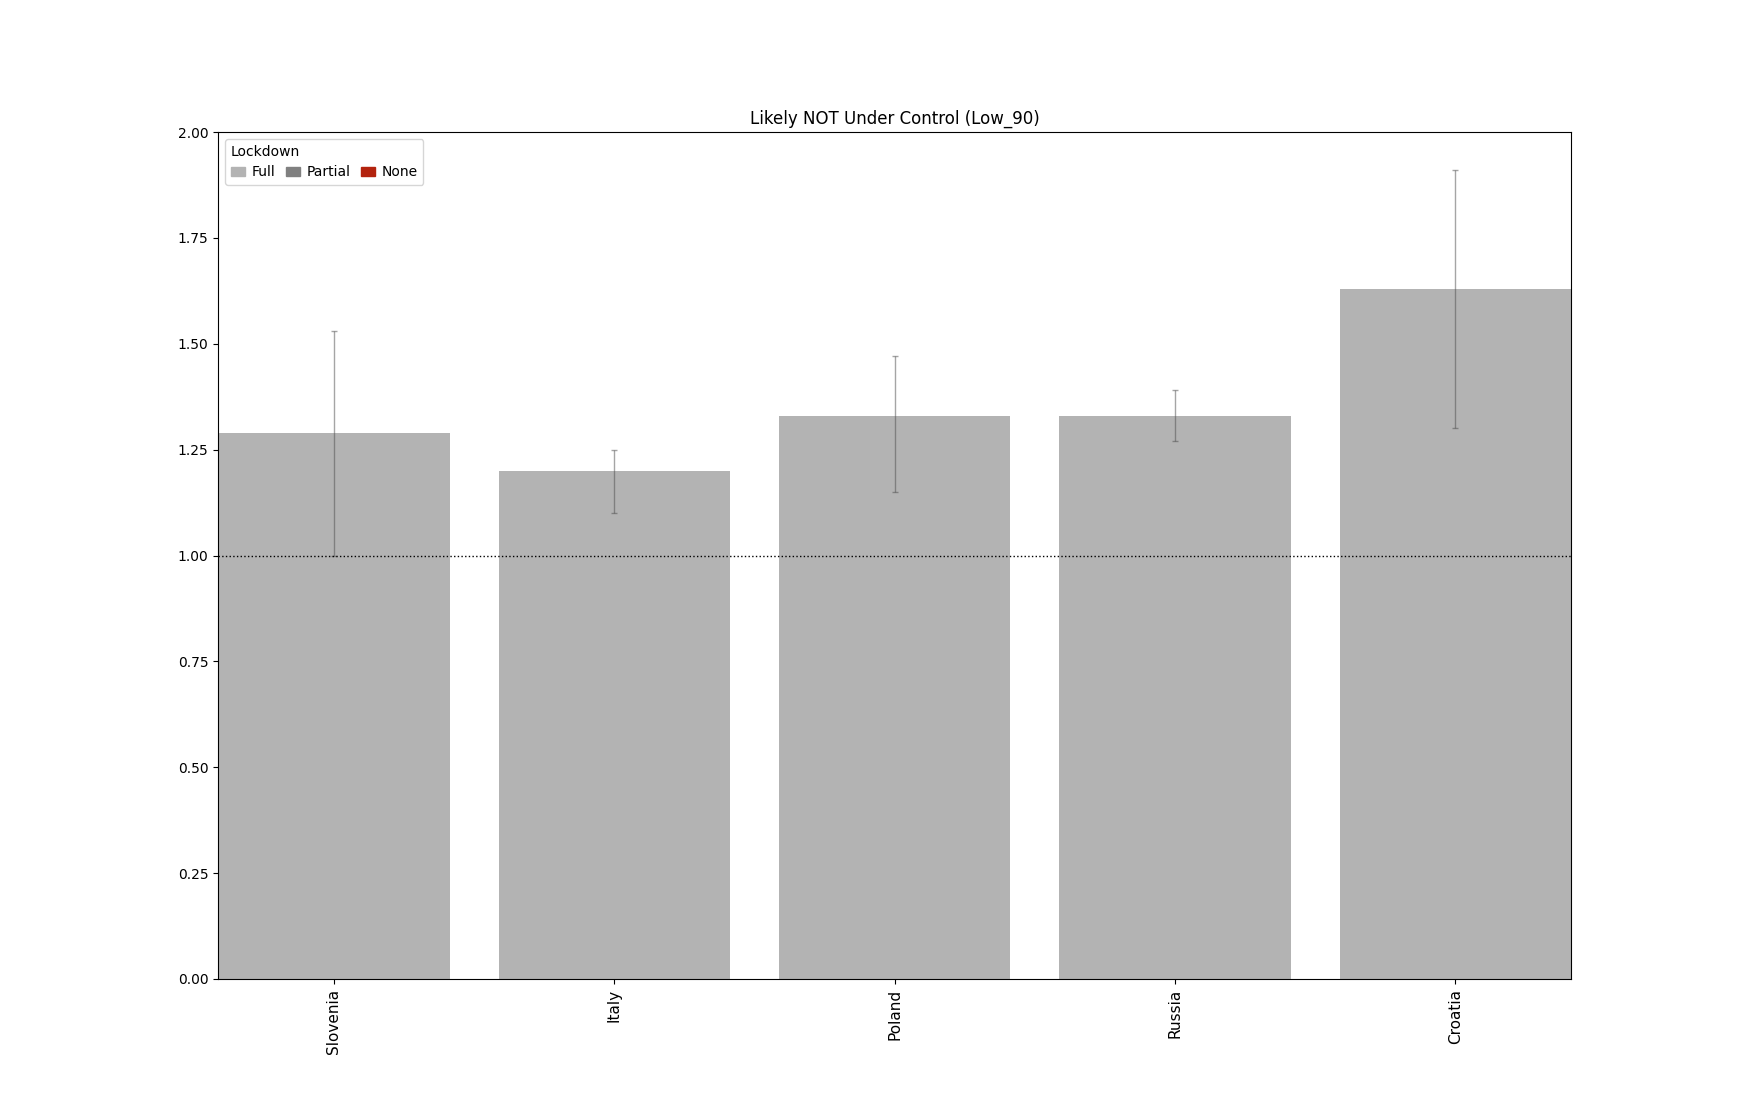 Likely NOT Under Control (Low_90)
2.00
1.75
1.50
1.25
1.00
0.75
0.50
0.25
0.00
Lockdown
Full Partial None
Slovenia
Italy
Poland
Russia
Croatia